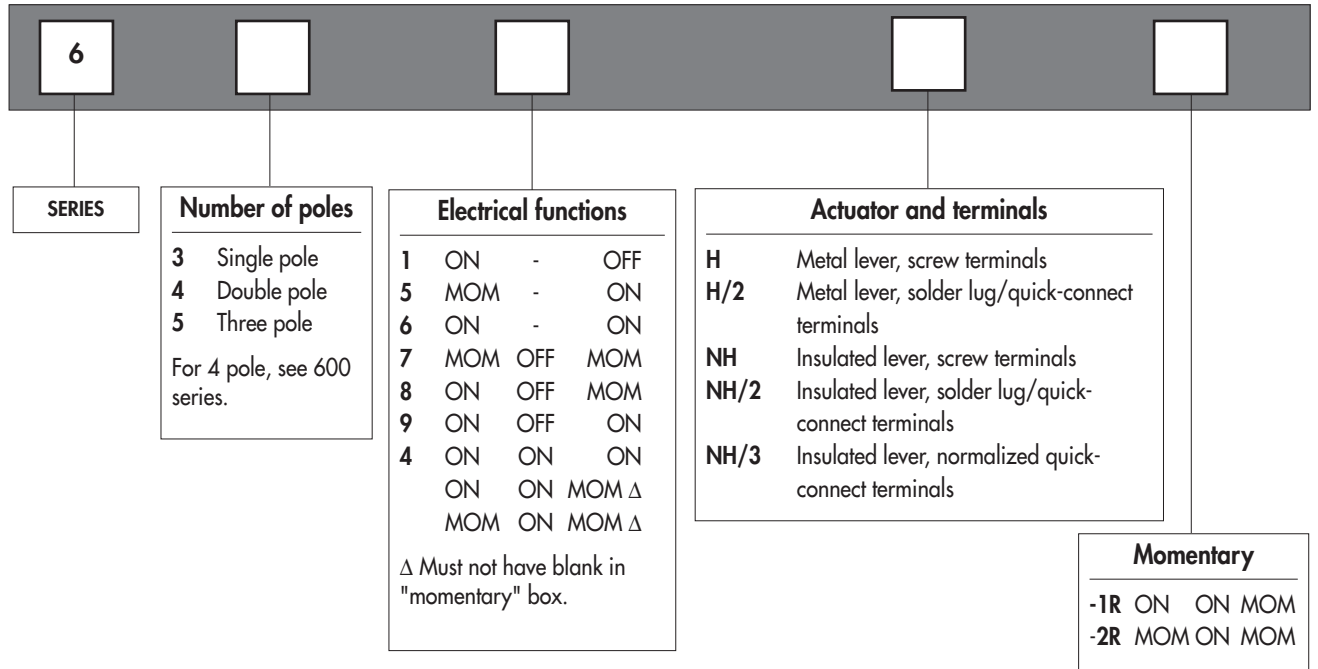 6
SERIES
Number of poles
3 Single pole
4 Double pole
5 Three pole
For 4 pole, see 600
series.
Electrical functions
1 ON - OFF
5 MOM - ON
6 ON - ON
7 MOM OFF MOM
8 ON OFF MOM
9 ON OFF ON
4 ON ON ON
ON ON MOM Δ
MOM ON MOM Δ
Δ Must not have blank in
"momentary" box.
Actuator and terminals
H Metal lever, screw terminals
H/2 Metal lever, solder lug/quick-connect
terminals
NH Insulated lever, screw terminals
NH/2 Insulated lever, solder lug/quick-
connect terminals
NH/3 Insulated lever, normalized quick-
connect terminals
Momentary
-1R ON ON MOM
-2R MOM ON MOM